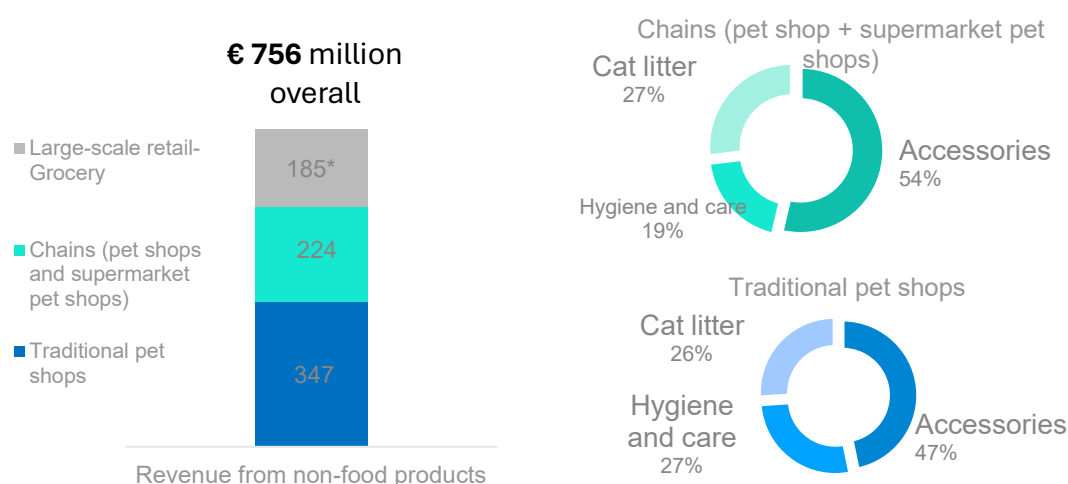 € 756 million
overall
Large-scale retail-
Grocery
185*
Chains (pet shops
and supermarket
pet shops)
224
Traditional pet
shops
347
Revenue from non-food products
Chains (pet shop + supermarket pet
shops)
Cat litter
27%
Accessories
54%
Hygiene and care
19%
Traditional pet shops
Cat litter
26%
Hygiene
and care
27%
Accessories
47%